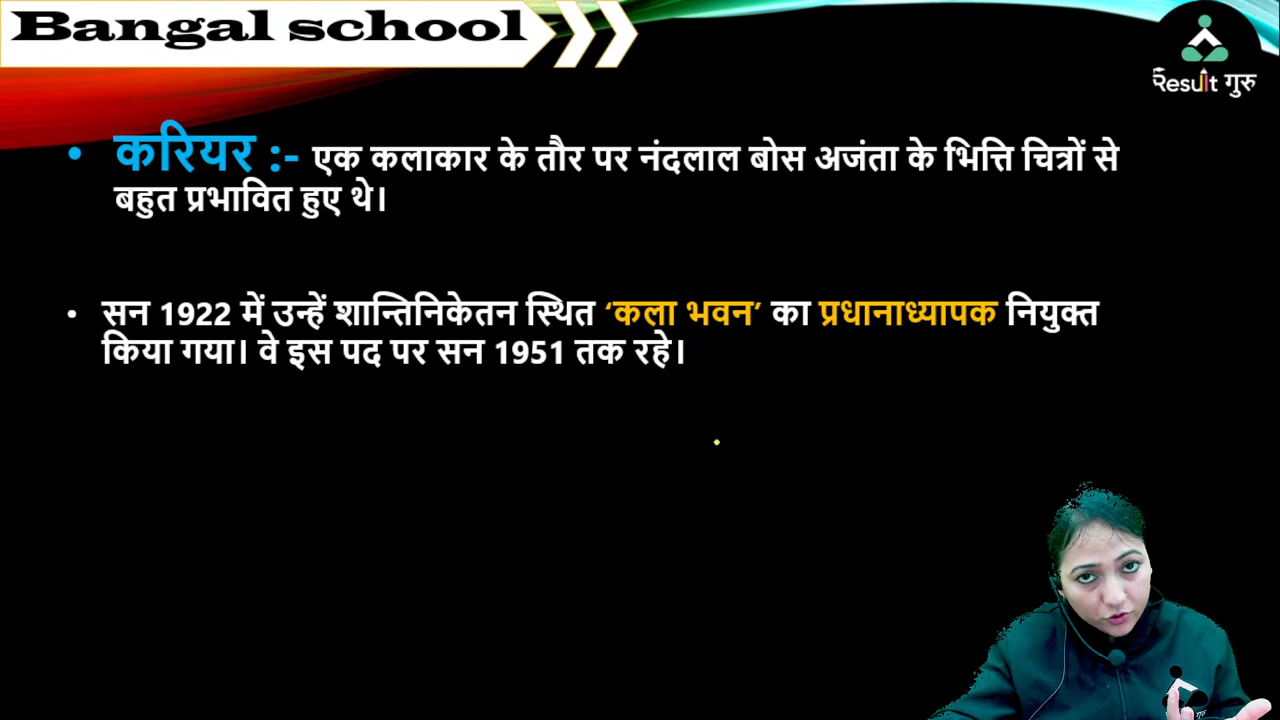 Bangal school
Result गुरु
• करियर :- एक कलाकार के तौर पर नंदलाल बोस अजंता के भित्ति चित्रों से
बहुत प्रभावित हुए थे।
• सन 1922 में उन्हें शान्तिनिकेतन स्थित ‘कला भवन’ का प्रधानाध्यापक नियुक्त
किया गया। वे इस पद पर सन 1951 तक रहे।